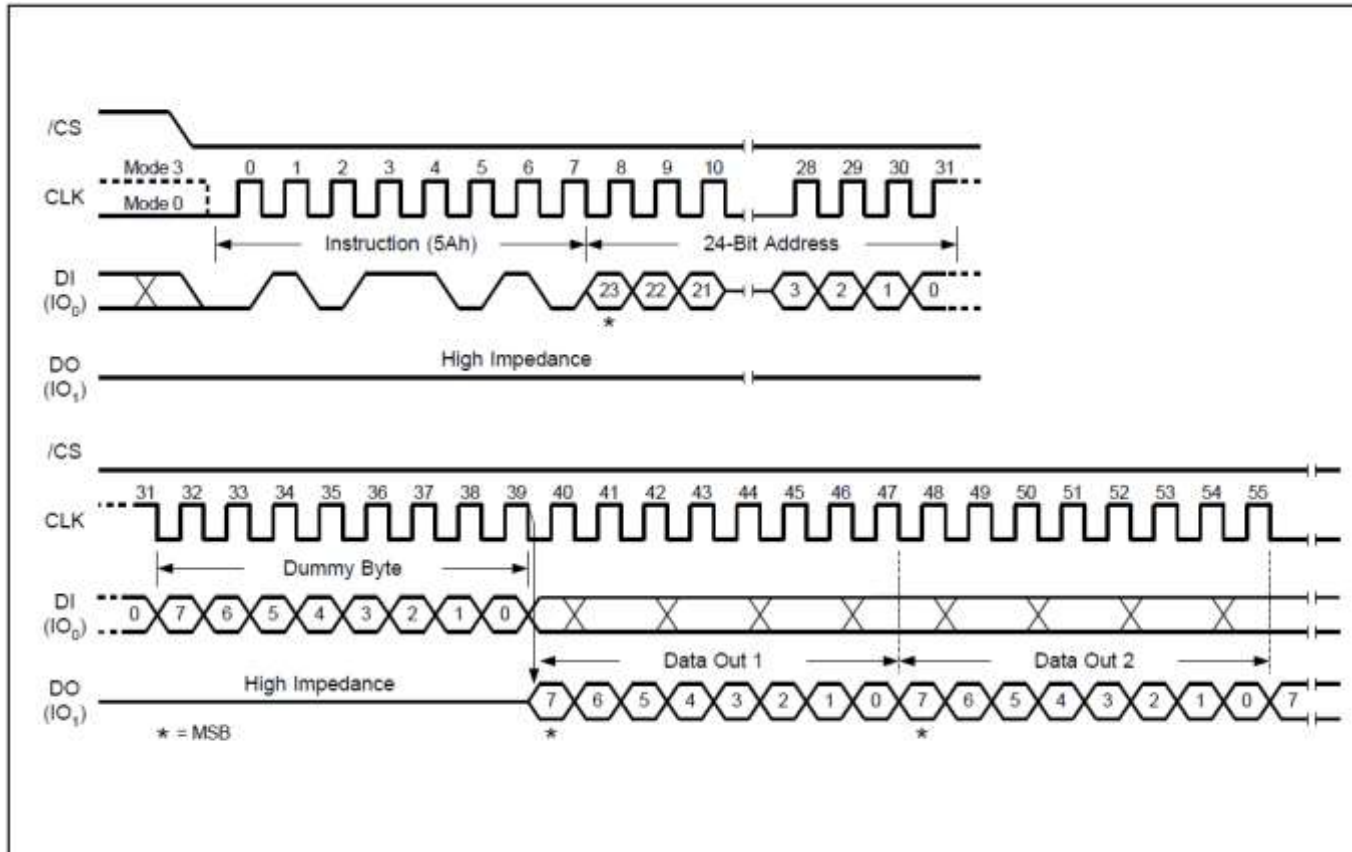 /CS
Mode 3 0 1 2 3 4 5 6 7 8 9 10 28 29 30 31
CLK
Mode 0
Instruction (5Ah) 24-Bit Address
DI
(IO₀) 23 22 21 3 2 1 0
*
DO High Impedance
(IO₁)
/CS
31 32 33 34 35 36 37 38 39 40 41 42 43 44 45 46 47 48 49 50 51 52 53 54 55
CLK
Dummy Byte
DI
(IO₀) 0 7 6 5 4 3 2 1 0
Data Out 1 Data Out 2
DO High Impedance
(IO₁) 7 6 5 4 3 2 1 0 7 6 5 4 3 2 1 0 7
* = MSB * *